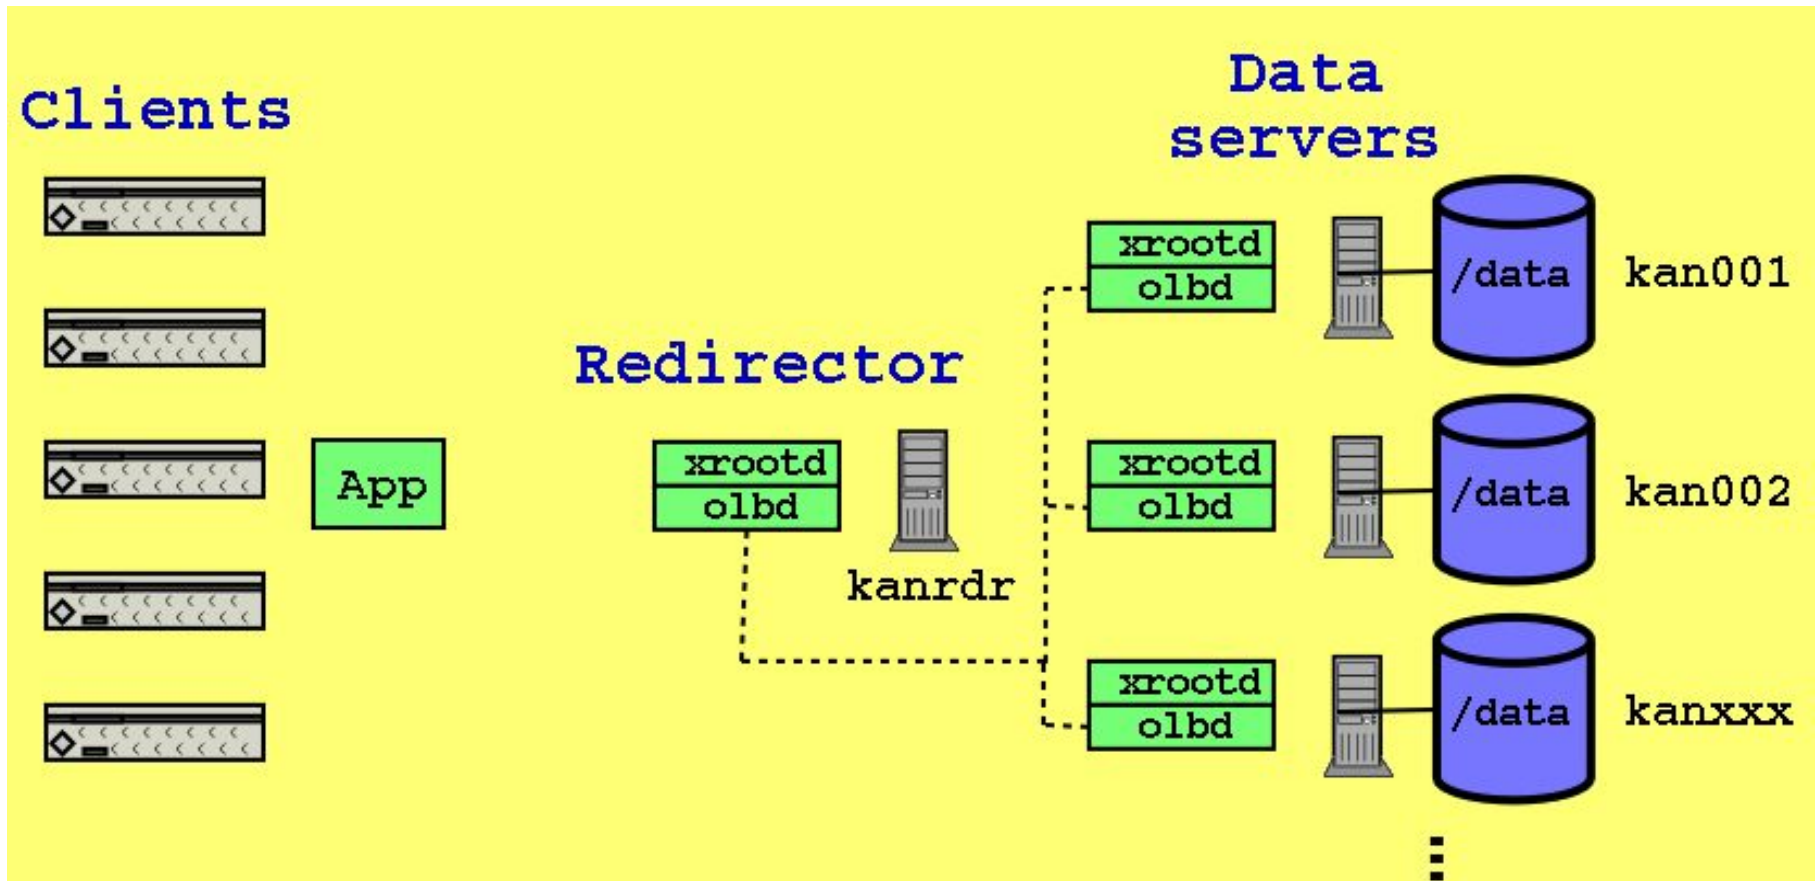 Clients
App
Redirector
xrootd
olbd
kanrdr
Data
servers
xrootd
olbd
/data
kan001
xrootd
olbd
/data
kan002
xrootd
olbd
/data
kanxxx